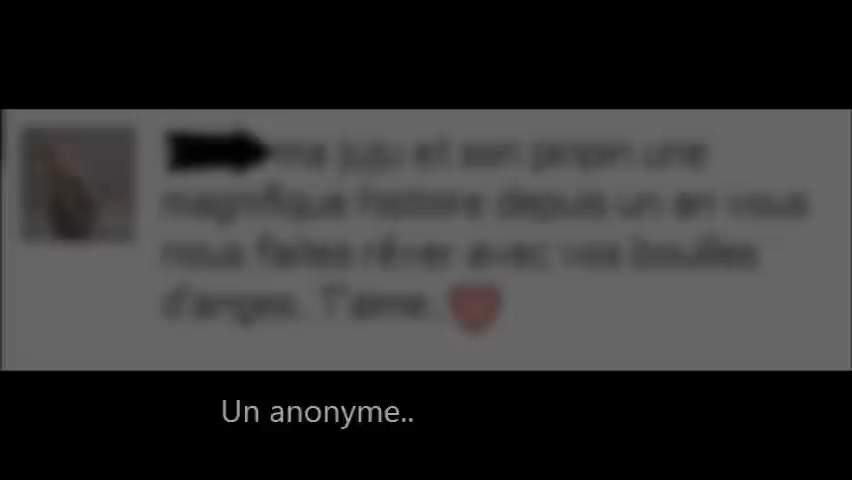 ma juju et son pinpin une
magnifique histoire depuis un an vous
nous faites rêver avec vos bouilles
d'anges. T'aime.
Un anonyme..